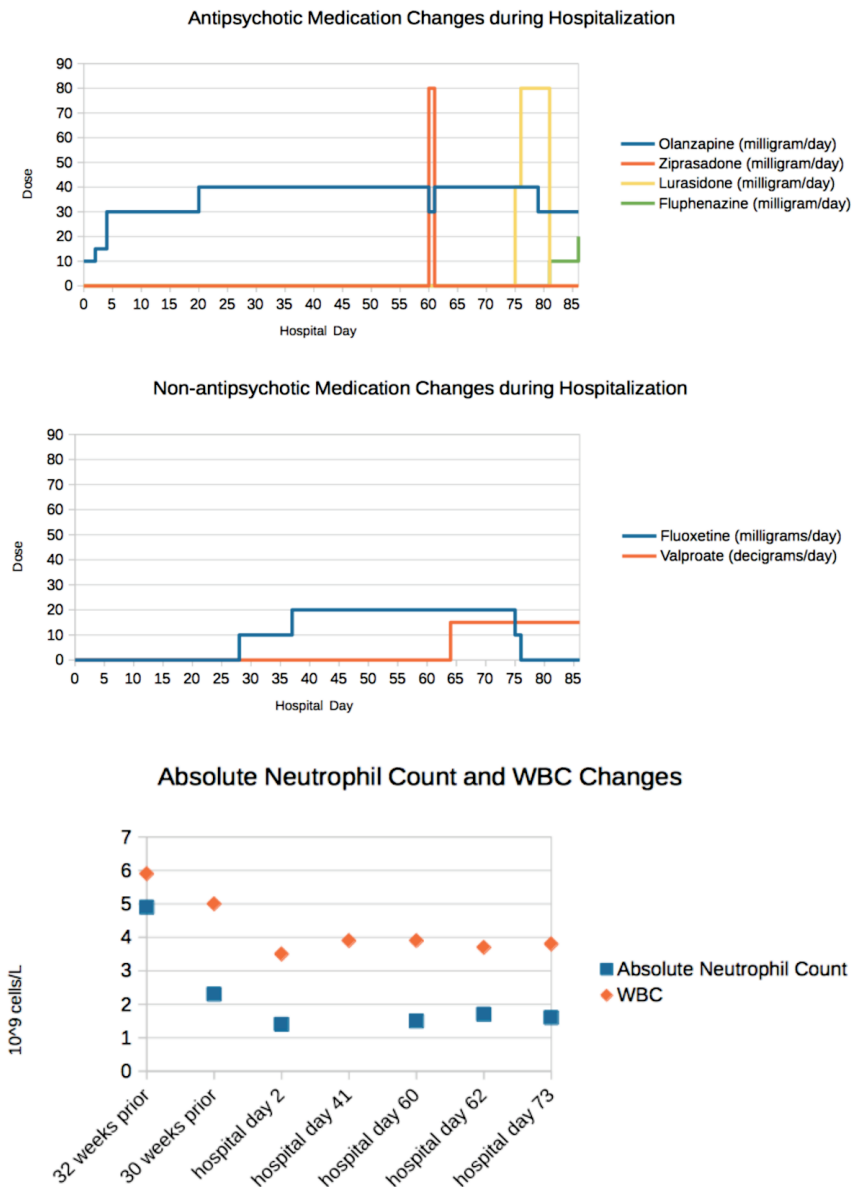 Antipsychotic Medication Changes during Hospitalization
90
80
70
60
50
40
30
20
10
0
Dose
0 5 10 15 20 25 30 35 40 45 50 55 60 65 70 75 80 85
Hospital Day
Olanzapine (milligram/day)
Ziprasadone (milligram/day)
Lurasidone (milligram/day)
Fluphenazine (milligram/day)
Non-antipsychotic Medication Changes during Hospitalization
90
80
70
60
50
40
30
20
10
0
Dose
0 5 10 15 20 25 30 35 40 45 50 55 60 65 70 75 80 85
Hospital Day
Fluoxetine (milligrams/day)
Valproate (decigrams/day)
Absolute Neutrophil Count and WBC Changes
7
6
5
4
3
2
1
0
10^9 cells/L
32 weeks prior
30 weeks prior
hospital day 2
hospital day 41
hospital day 60
hospital day 62
hospital day 73
Absolute Neutrophil Count
WBC